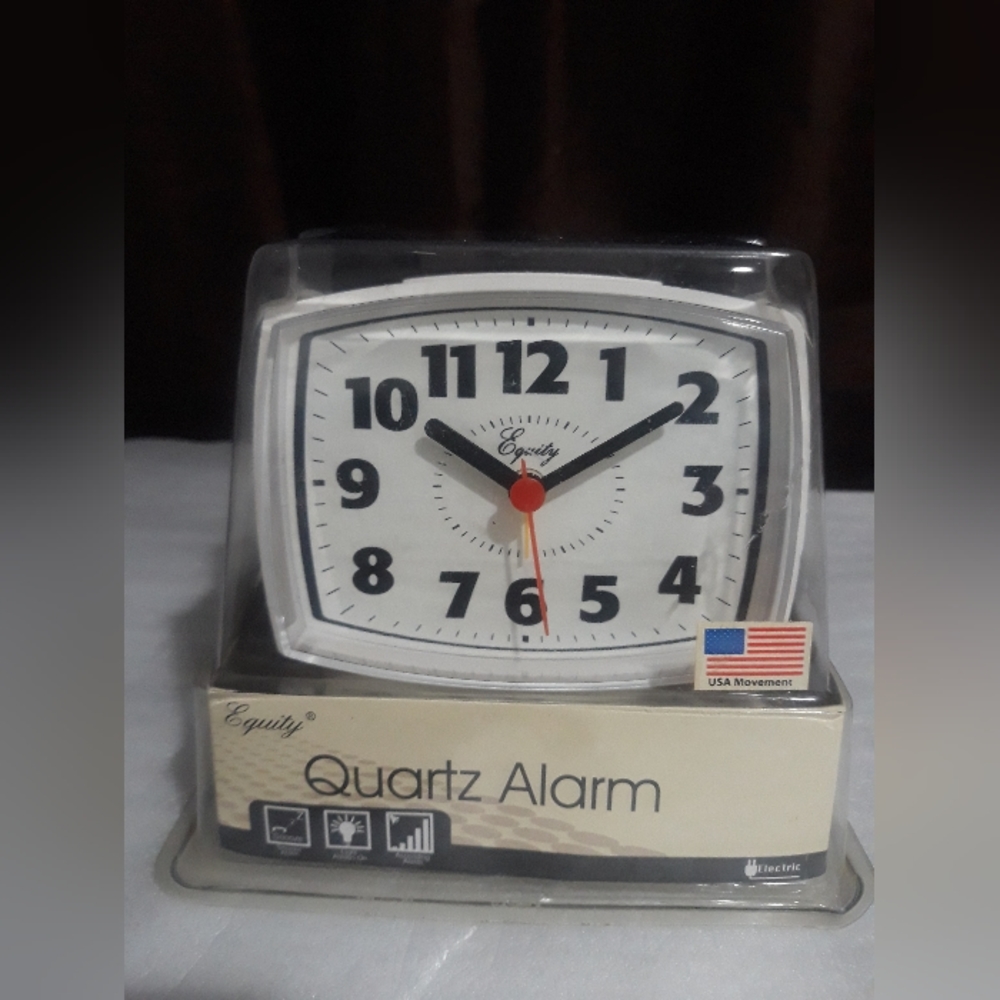 11 12 1
10 2
Equity
9 3
8 4
7 6 5
USA Movement
Equity®
Quartz Alarm
Electric